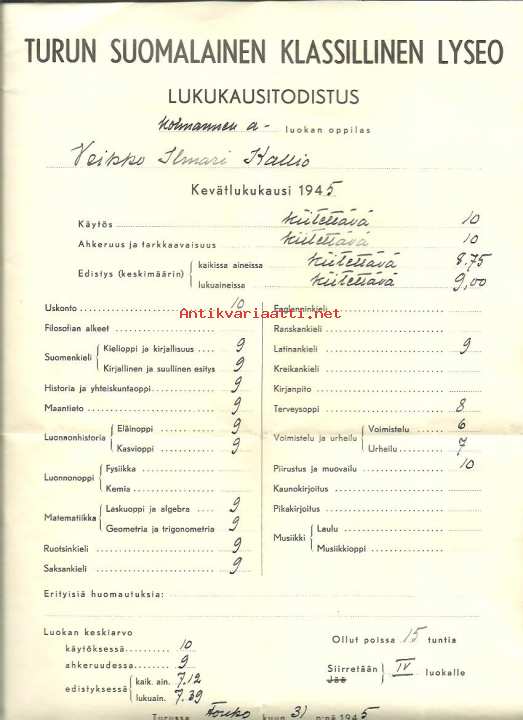 TURUN SUOMALAINEN KLASSILLINEN LYSEO
LUKUKAUSITODISTUS
Kolmannen a- luokan oppilas
Veikko Ilmari Kallio
Kevätlukukausi 1945
Käytös kiitettävä 10
Ahkeruus ja tarkkaavaisuus kiitettävä 10
Edistys (keskimäärin) { kaikissa aineissa kiitettävä 8,75
lukuaineissa kiitettävä 9,00
Antikvariaatti.net
Uskonto 10
Filosofian alkeet
Suomenkieli { Kielioppi ja kirjallisuus 9
Kirjallinen ja suullinen esitys 9
Historia ja yhteiskuntaoppi 9
Maantieto 9
Luonnonhistoria { Eläinoppi 9
Kasvioppi 9
Luonnonoppi { Fysiikka
Kemia
Matematiikka { Laskuoppi ja algebra 9
Geometria ja trigonometria 9
Ruotsinkieli 9
Saksankieli 9
Englanninkieli
Ranskankieli
Latinankieli 9
Kreikankieli
Kirjanpito
Terveysoppi 8
Voimistelu ja urheilu { Voimistelu 6
Urheilu 7
Piirustus ja muovailu 10
Kaunokirjoitus
Pikakirjoitus
Musiikki { Laulu
Musiikkioppi
Erityisiä huomautuksia:
Luokan keskiarvo
käytöksessä 10
ahkeruudessa 9
edistyksessä { kaik. ain. 7.12
lukuain. 7.39
Ollut poissa 15 tuntia
Siirretään
Jää } IV luokalle
Turussa Touko kuun 31 p:nä 1945